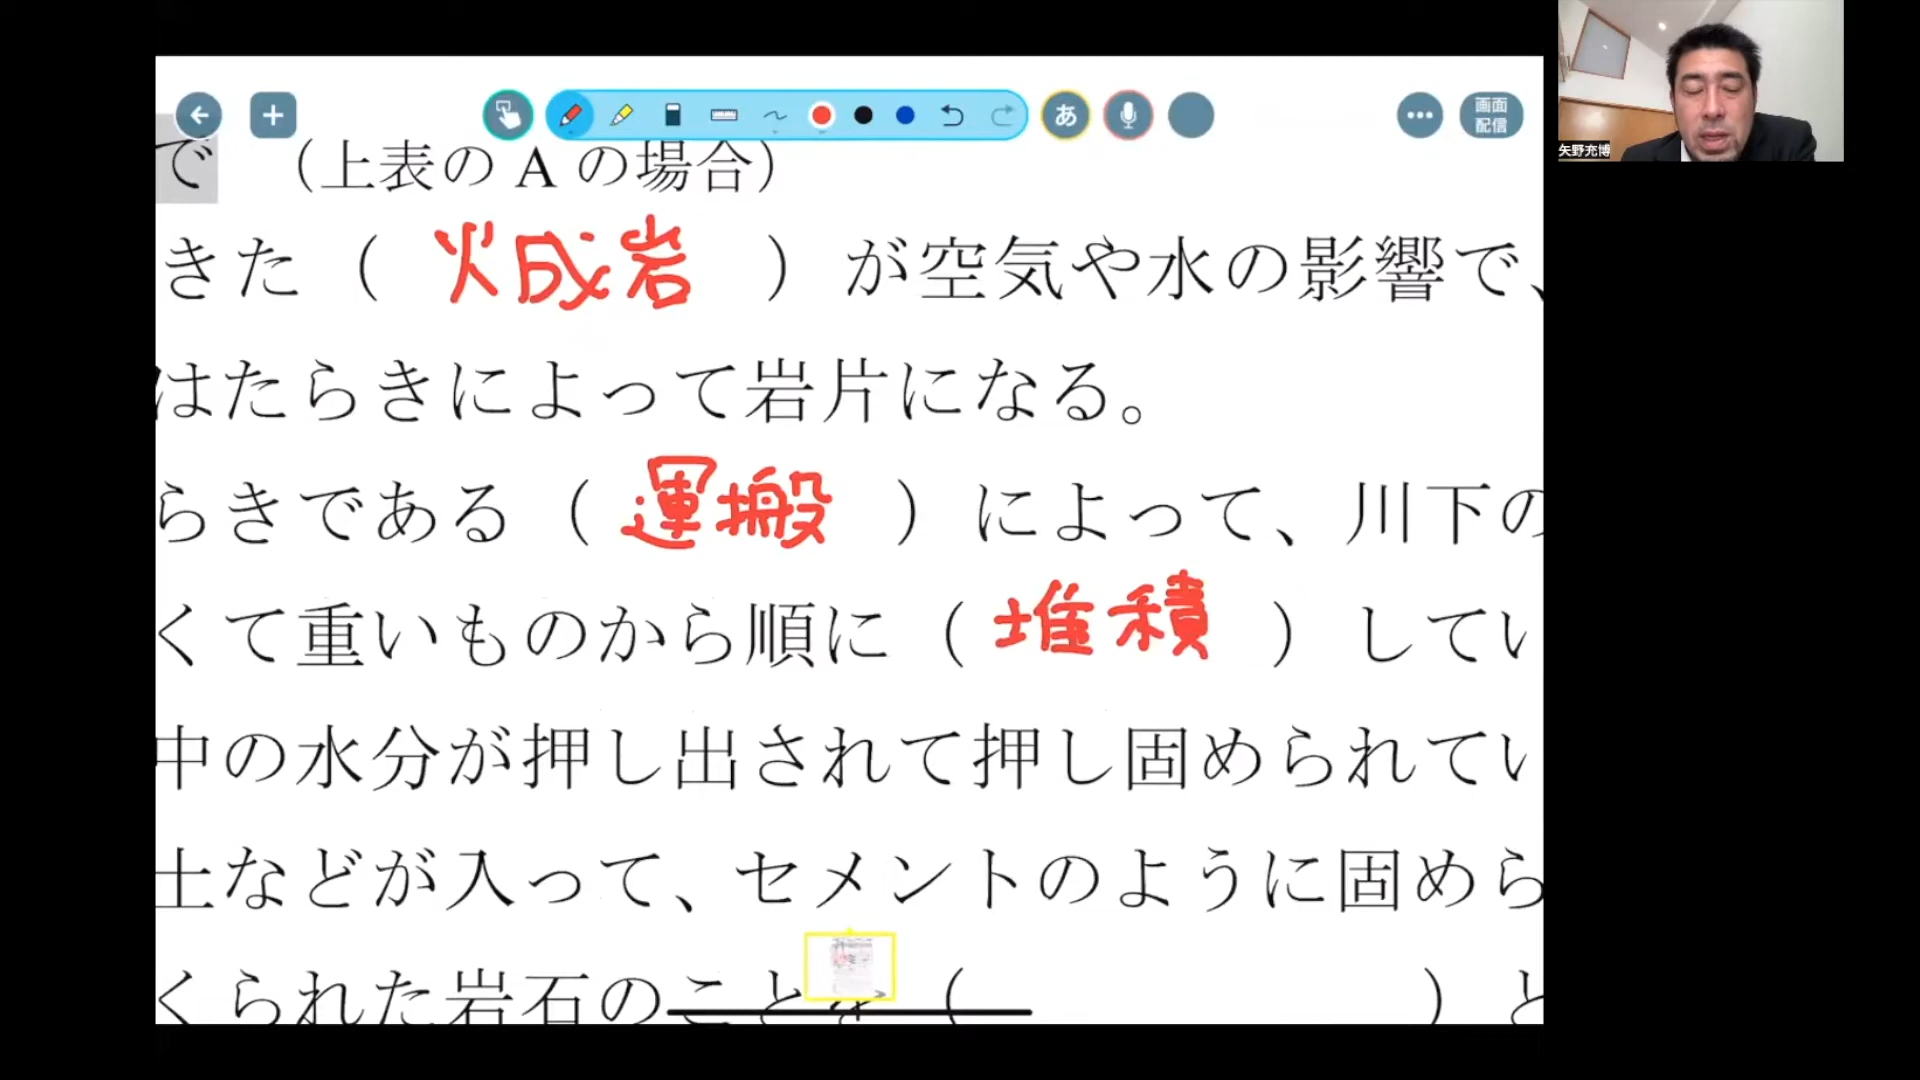 画面
配信
あ
矢野充博
で （上表の A の場合）
きた（ 火成岩 ）が空気や水の影響で、
はたらきによって岩片になる。
らきである（ 運搬 ）によって、川下の
くて重いものから順に（ 堆積 ）してい
中の水分が押し出されて押し固められてい
土などが入って、セメントのように固めら
くられた岩石のことを（ ）と